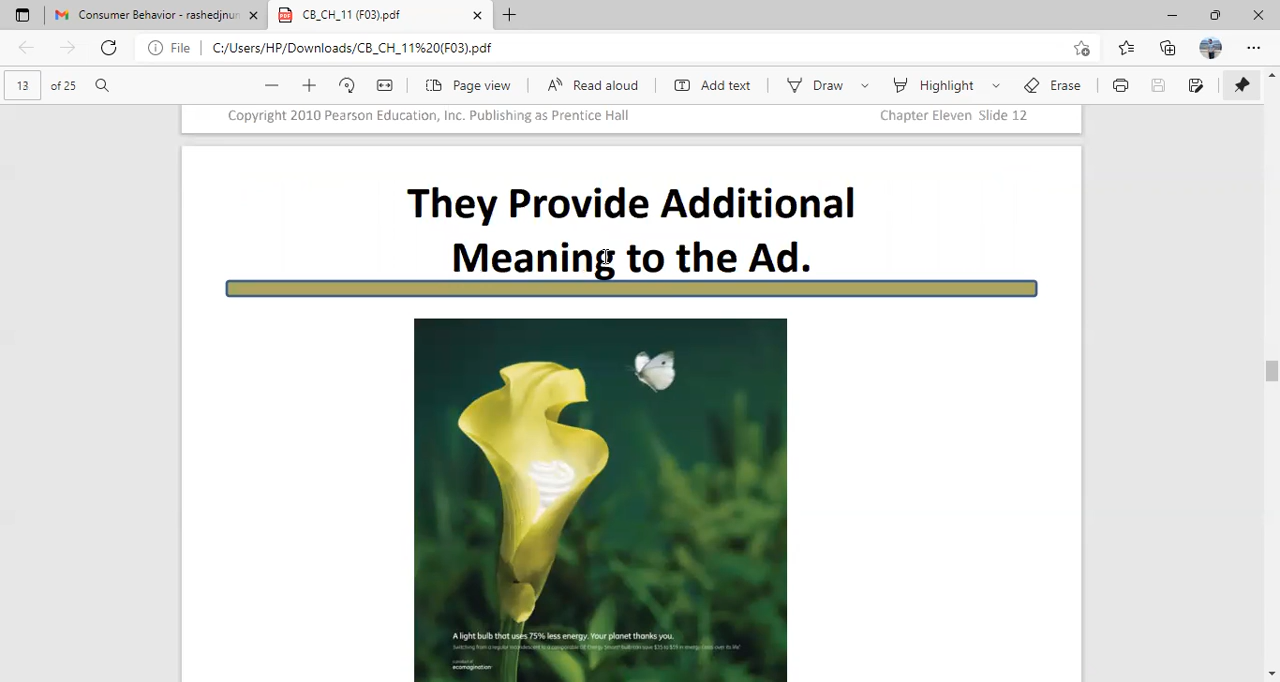 Consumer Behavior - rashedjnu
CB_CH_11 (F03).pdf
File
C:/Users/HP/Downloads/CB_CH_11%20(F03).pdf
13 of 25
Page view
Read aloud
Add text
Draw
Highlight
Erase
Copyright 2010 Pearson Education, Inc. Publishing as Prentice Hall
Chapter Eleven Slide 12
They Provide Additional
Meaning to the Ad.
A light bulb that uses 75% less energy. Your planet thanks you.
ecomagination